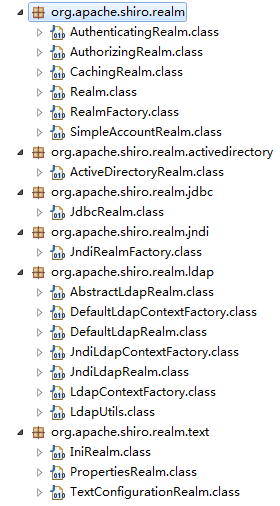 org.apache.shiro.realm
AuthenticatingRealm.class
AuthorizingRealm.class
CachingRealm.class
Realm.class
RealmFactory.class
SimpleAccountRealm.class
org.apache.shiro.realm.activedirectory
ActiveDirectoryRealm.class
org.apache.shiro.realm.jdbc
JdbcRealm.class
org.apache.shiro.realm.jndi
JndiRealmFactory.class
org.apache.shiro.realm.ldap
AbstractLdapRealm.class
DefaultLdapContextFactory.class
DefaultLdapRealm.class
JndiLdapContextFactory.class
JndiLdapRealm.class
LdapContextFactory.class
LdapUtils.class
org.apache.shiro.realm.text
IniRealm.class
PropertiesRealm.class
TextConfigurationRealm.class